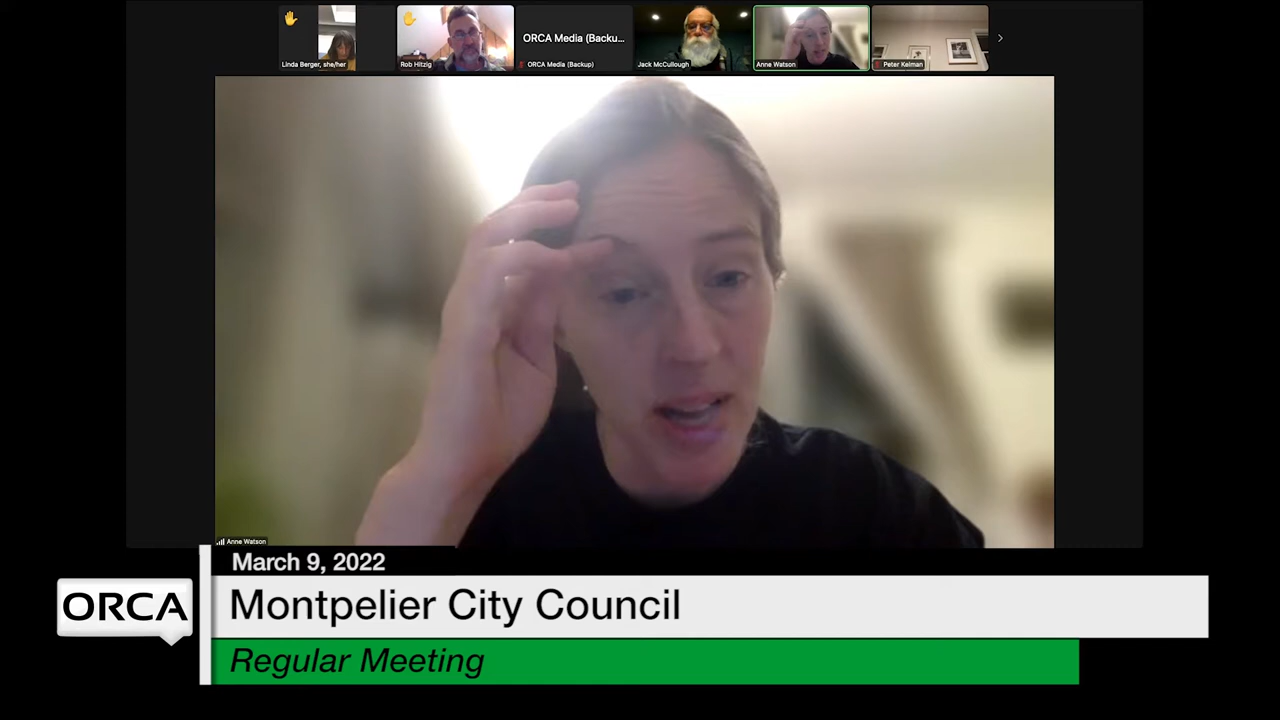 ORCA Media (Backu...
Linda Berger, she/her
Rob Hitzig
ORCA Media (Backup)
Jack McCullough
Anne Watson
Peter Kelman
Anne Watson
March 9, 2022
ORCA
Montpelier City Council
Regular Meeting